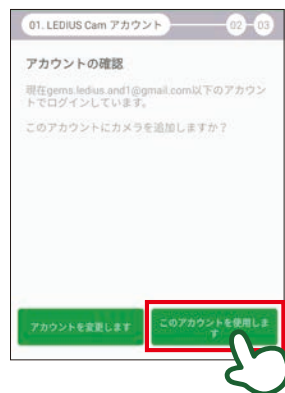 01. LEDIUS Cam アカウント
02
03
アカウントの確認
現在gems.ledius.and1@gmail.com以下のアカウン
トでログインしています。
このアカウントにカメラを追加しますか？
アカウントを変更します
このアカウントを使用しま
す